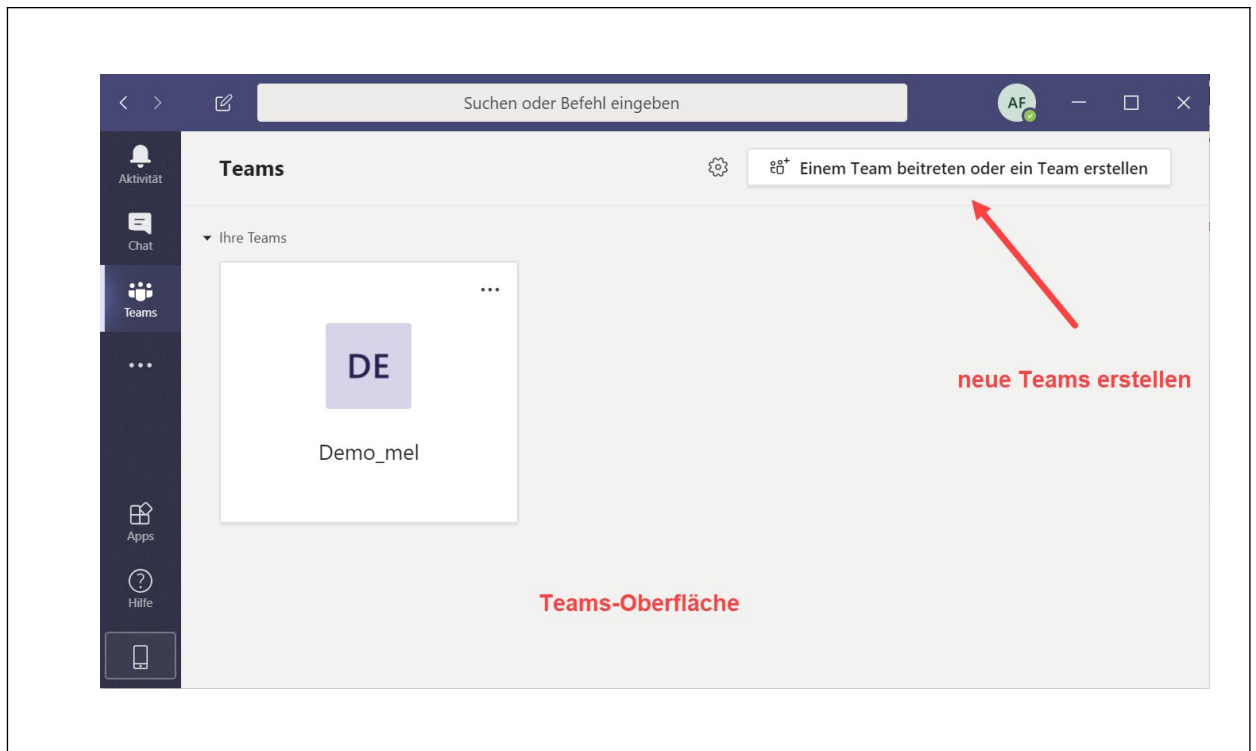 Suchen oder Befehl eingeben
AF
Aktivität
Teams
Einem Team beitreten oder ein Team erstellen
Chat
Ihre Teams
Teams
DE
neue Teams erstellen
Demo_mel
Apps
Hilfe
Teams-Oberfläche